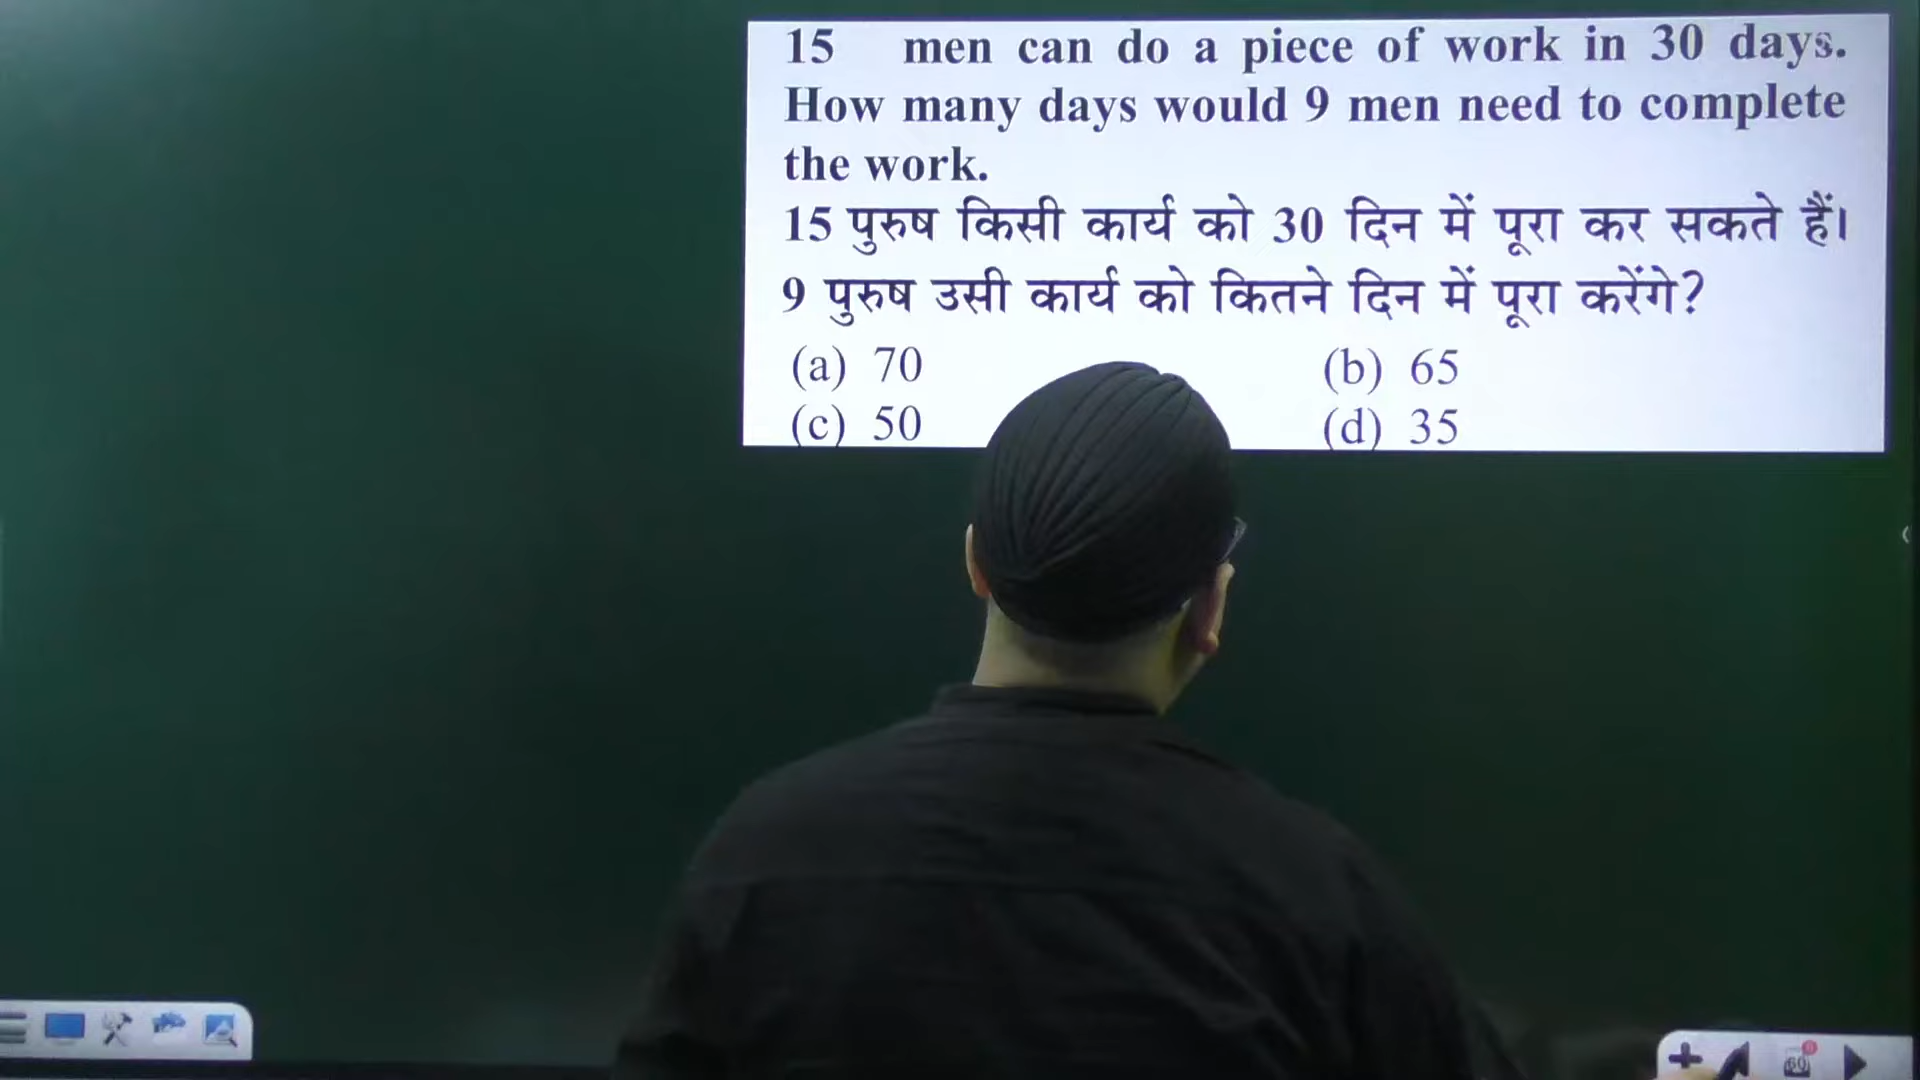 15 men can do a piece of work in 30 days.
How many days would 9 men need to complete
the work.
15 पुरुष किसी कार्य को 30 दिन में पूरा कर सकते हैं।
9 पुरुष उसी कार्य को कितने दिन में पूरा करेंगे?
(a) 70 (b) 65
(c) 50 (d) 35
60